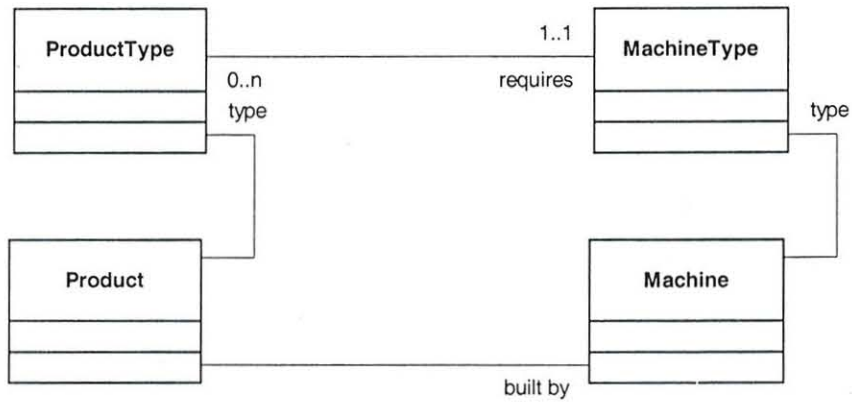 ProductType
1..1
MachineType
0..n
requires
type
type
Product
Machine
built by